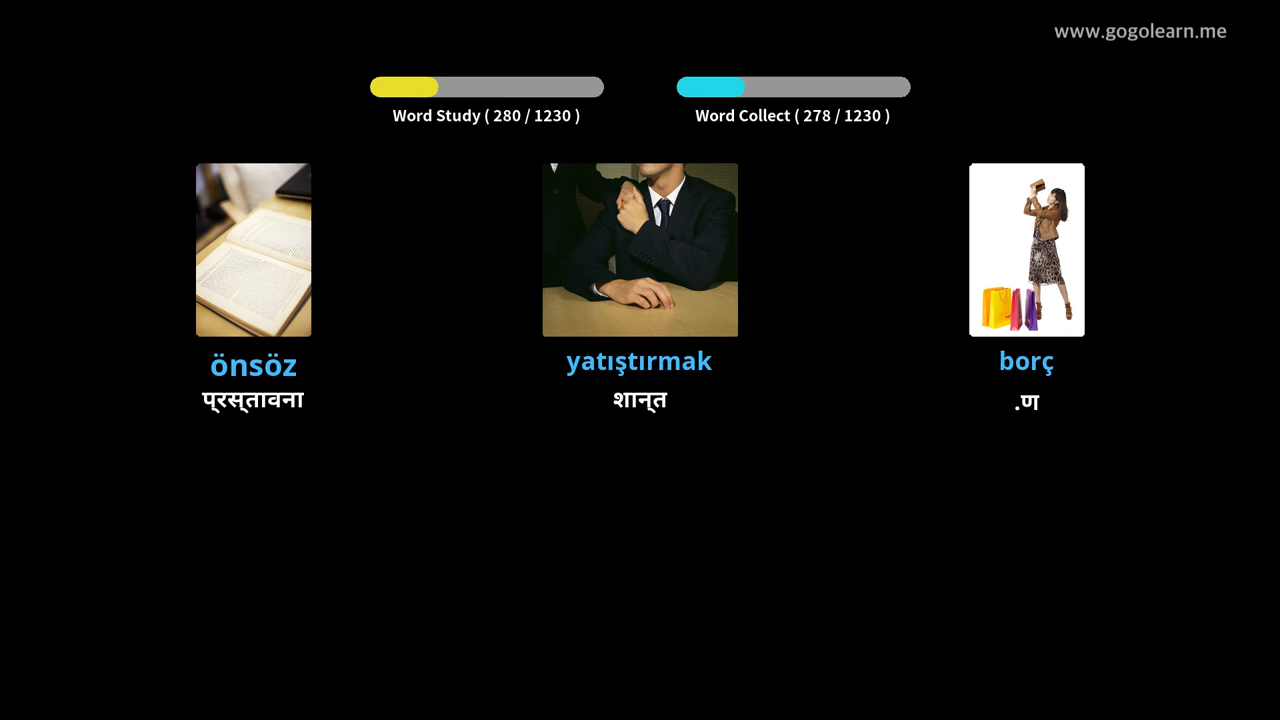 www.gogolearn.me
Word Study ( 280 / 1230 )
Word Collect ( 278 / 1230 )
önsöz
yatıştırmak
borç
प्रस्तावना
शान्त
.ण